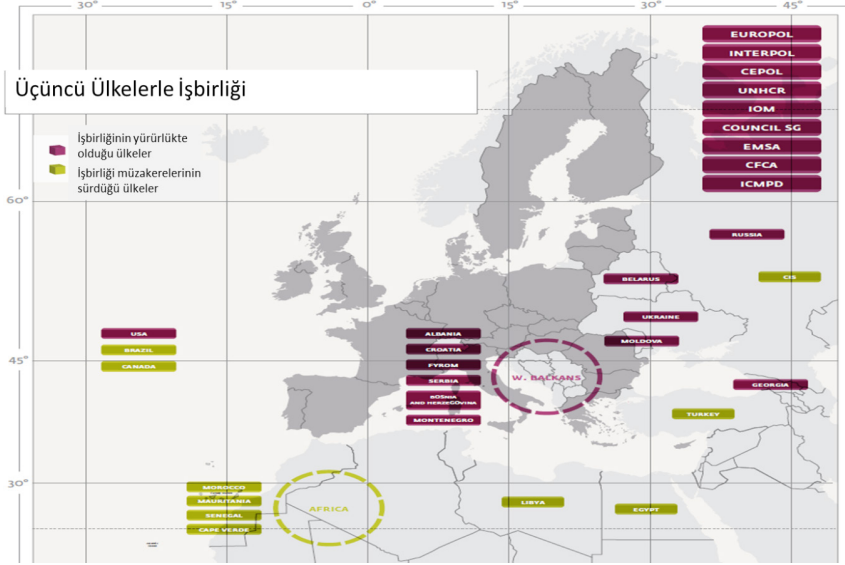 30° 15° 0° 15° 30° 45°
Üçüncü Ülkelerle İşbirliği
İşbirliğinin yürürlükte
olduğu ülkeler
İşbirliği müzakerelerinin
sürdüğü ülkeler
EUROPOL
INTERPOL
CEPOL
UNHCR
IOM
COUNCIL SG
EMSA
CFCA
ICMPD
60°
RUSSIA
BELARUS
CIS
UKRAINE
MOLDOVA
USA
BRAZIL
CANADA
ALBANIA
CROATIA
FYROM
SERBIA
BOSNIA
AND HERZEGOVINA
MONTENEGRO
45°
W. BALKANS
GEORGIA
TURKEY
30°
MOROCCO
MAURITANIA
SENEGAL
CAPE VERDE
AFRICA
LIBYA
EGYPT